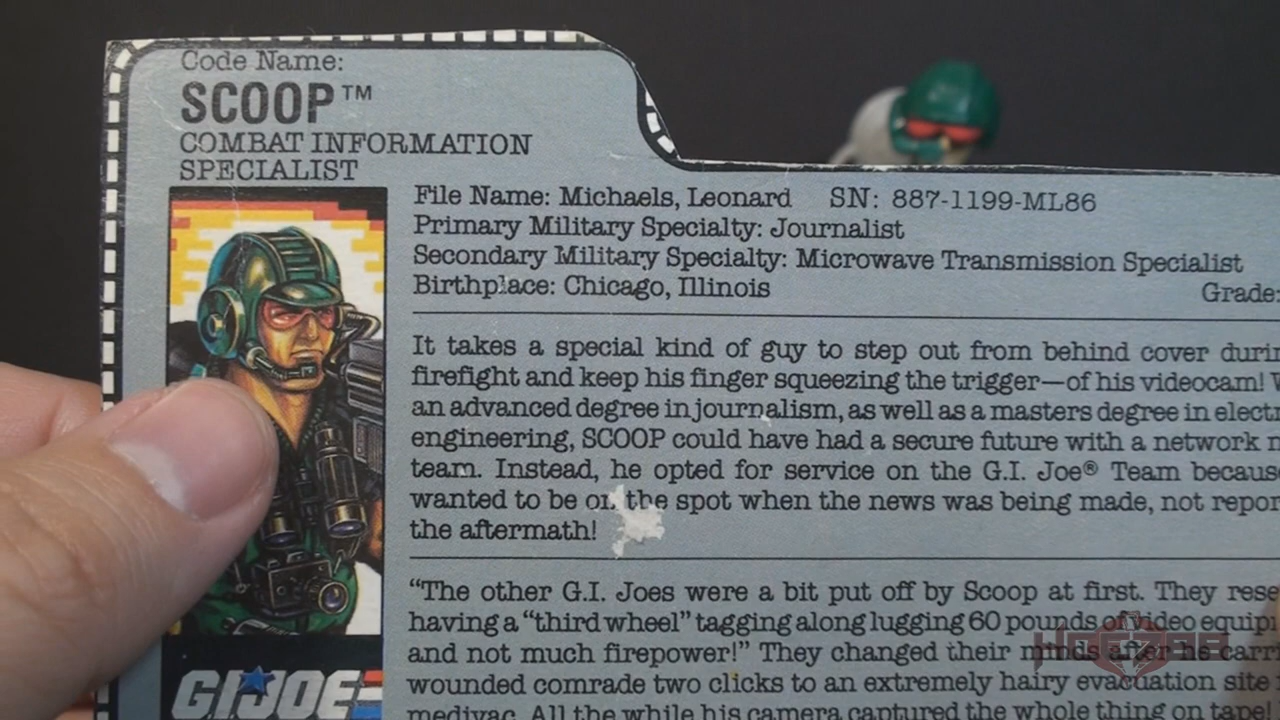 Code Name:
SCOOP™
COMBAT INFORMATION
SPECIALIST
File Name: Michaels, Leonard SN: 887-1199-ML86
Primary Military Specialty: Journalist
Secondary Military Specialty: Microwave Transmission Specialist
Birthplace: Chicago, Illinois Grade:
It takes a special kind of guy to step out from behind cover durin
firefight and keep his finger squeezing the trigger—of his videocam! W
an advanced degree in journalism, as well as a masters degree in electr
engineering, SCOOP could have had a secure future with a network n
team. Instead, he opted for service on the G.I. Joe® Team because
wanted to be on the spot when the news was being made, not repor
the aftermath!
"The other G.I. Joes were a bit put off by Scoop at first. They rese
having a "third wheel" tagging along lugging 60 pounds of video equip
and not much firepower!" They changed their minds after he carri
wounded comrade two clicks to an extremely hairy evacuation site
medivac. All the while his camera captured the whole thing on tape!
GI JOE